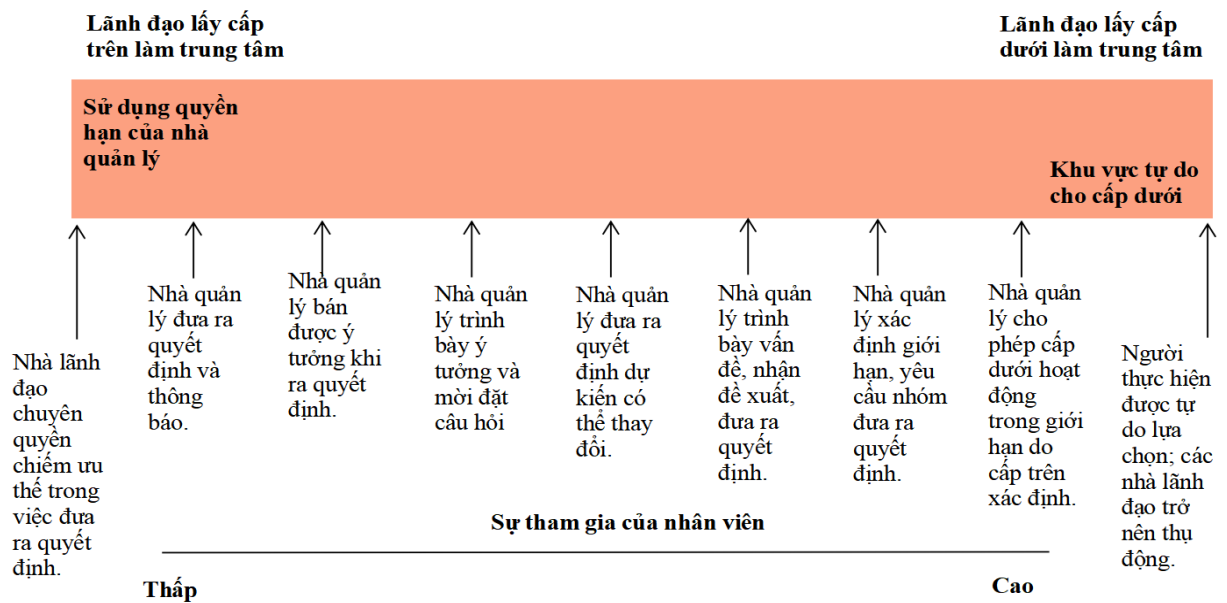 Lãnh đạo lấy cấp
trên làm trung tâm
Lãnh đạo lấy cấp
dưới làm trung tâm
Sử dụng quyền
hạn của nhà
quản lý
Khu vực tự do
cho cấp dưới
Nhà lãnh
đạo
chuyên
quyền
chiếm ưu
thế trong
việc đưa
ra quyết
định.
Nhà quản
lý đưa ra
quyết
định và
thông
báo.
Nhà quản
lý bán
được ý
tưởng khi
ra quyết
định.
Nhà quản
lý trình
bày ý
tưởng và
mời đặt
câu hỏi
Nhà quản
lý đưa ra
quyết
định dự
kiến có
thể thay
đổi.
Nhà quản
lý trình
bày vấn
đề, nhận
đề xuất,
đưa ra
quyết
định.
Nhà quản
lý xác
định giới
hạn, yêu
cầu nhóm
đưa ra
quyết
định.
Nhà quản
lý cho
phép cấp
dưới hoạt
động
trong giới
hạn do
cấp trên
xác định.
Người
thực hiện
được tự
do lựa
chọn; các
nhà lãnh
đạo trở
nên thụ
động.
Sự tham gia của nhân viên
Thấp
Cao